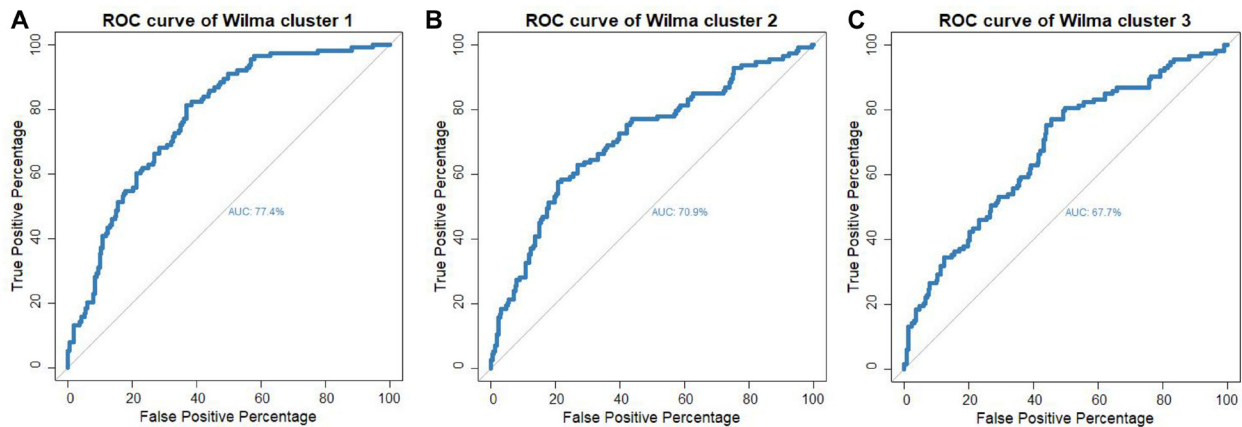 A
ROC curve of Wilma cluster 1
True Positive Percentage
100
80
60
40
20
0
AUC: 77.4%
0 20 40 60 80 100
False Positive Percentage
B
ROC curve of Wilma cluster 2
True Positive Percentage
100
80
60
40
20
0
AUC: 70.9%
0 20 40 60 80 100
False Positive Percentage
C
ROC curve of Wilma cluster 3
True Positive Percentage
100
80
60
40
20
0
AUC: 67.7%
0 20 40 60 80 100
False Positive Percentage